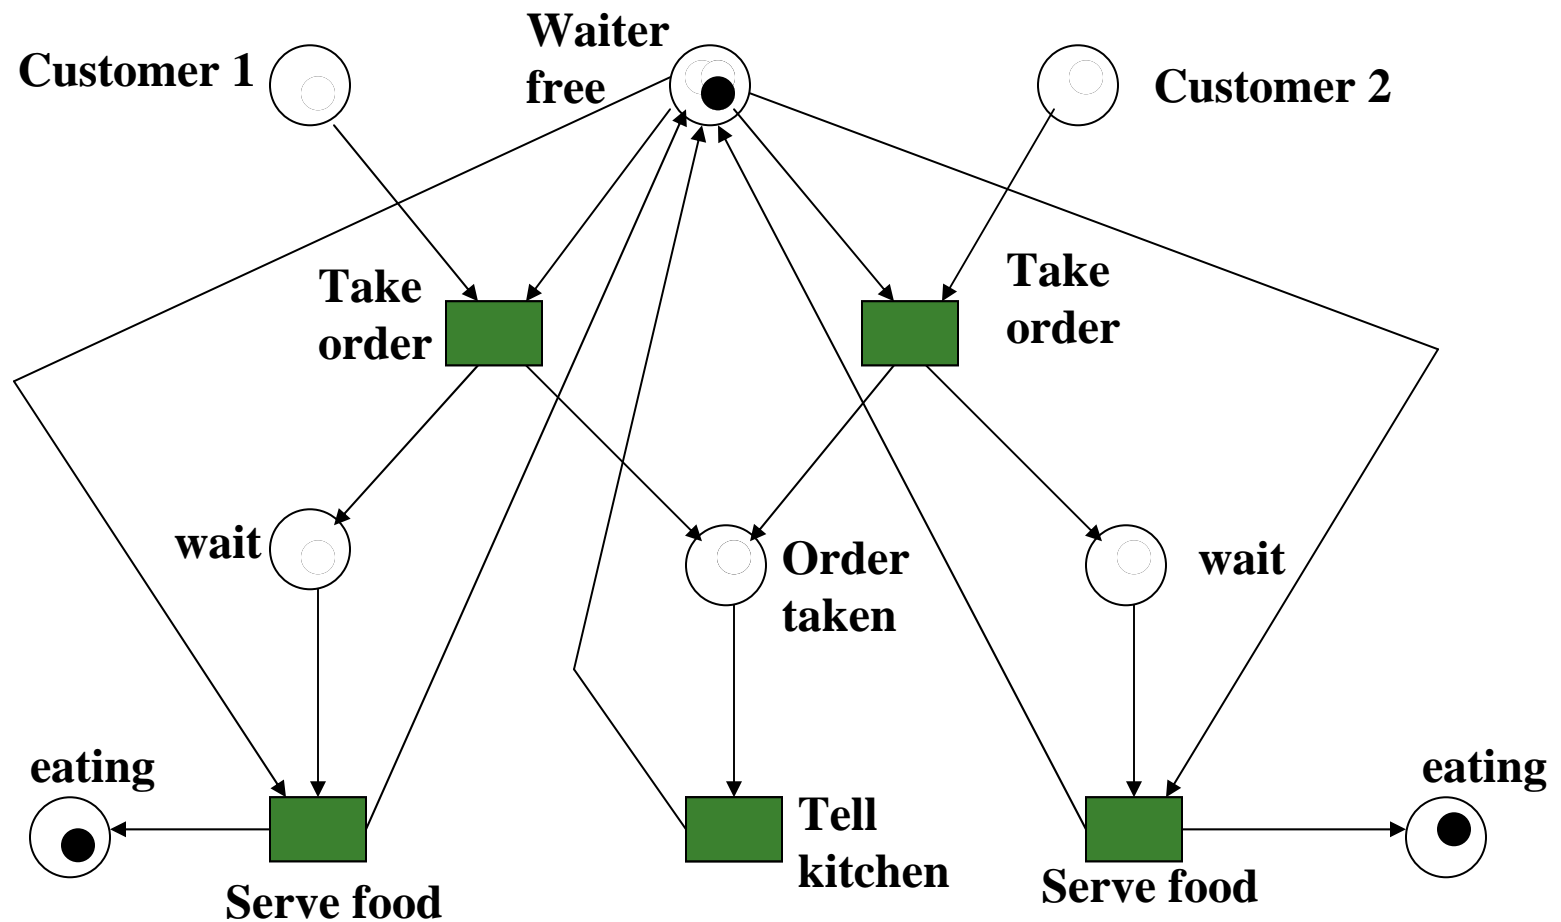 Customer 1
Waiter
free
Customer 2
Take
order
Take
order
wait
Order
taken
wait
eating
eating
Tell
kitchen
Serve food
Serve food